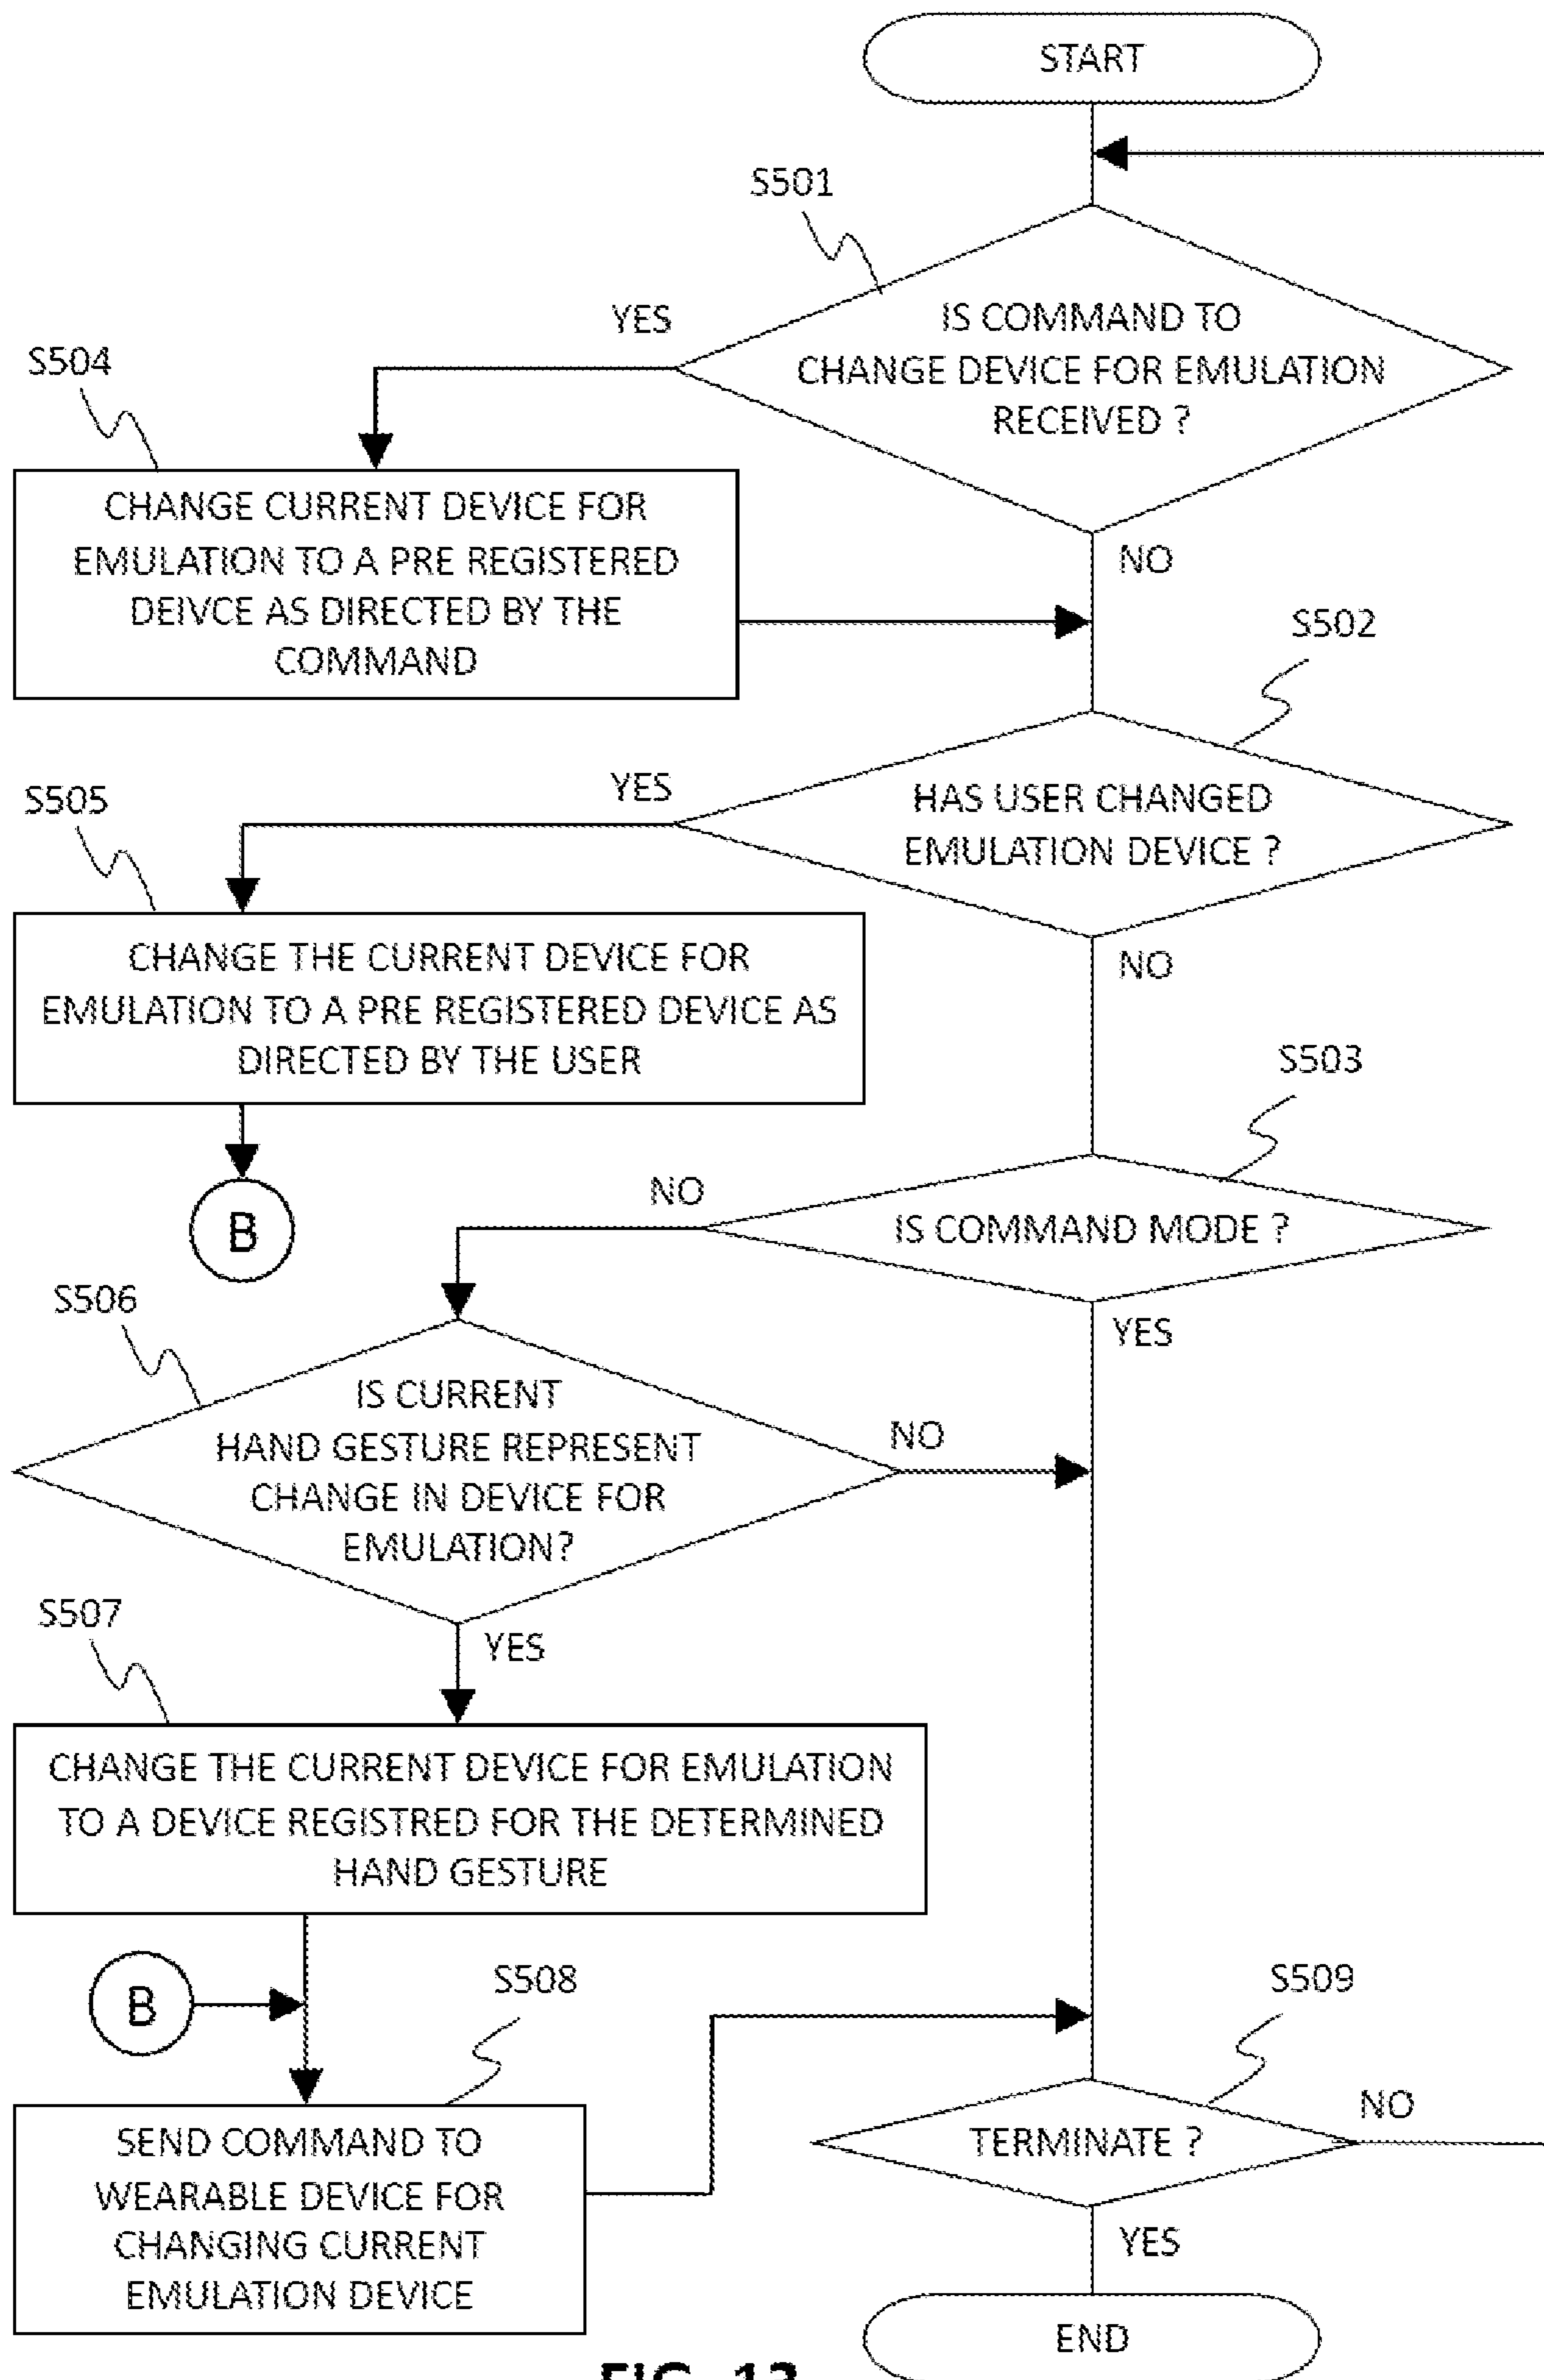 START
S501
IS COMMAND TO
CHANGE DEVICE FOR EMULATION
RECEIVED ?
YES
NO
S504
CHANGE CURRENT DEVICE FOR
EMULATION TO A PRE REGISTERED
DEIVCE AS DIRECTED BY THE
COMMAND
S502
HAS USER CHANGED
EMULATION DEVICE ?
YES
NO
S505
CHANGE THE CURRENT DEVICE FOR
EMULATION TO A PRE REGISTERED DEVICE AS
DIRECTED BY THE USER
B
S503
IS COMMAND MODE ?
NO
YES
S506
IS CURRENT
HAND GESTURE REPRESENT
CHANGE IN DEVICE FOR
EMULATION?
NO
YES
S507
CHANGE THE CURRENT DEVICE FOR EMULATION
TO A DEVICE REGISTRED FOR THE DETERMINED
HAND GESTURE
B
S508
SEND COMMAND TO
WEARABLE DEVICE FOR
CHANGING CURRENT
EMULATION DEVICE
S509
TERMINATE ?
NO
YES
END
FIG. 13